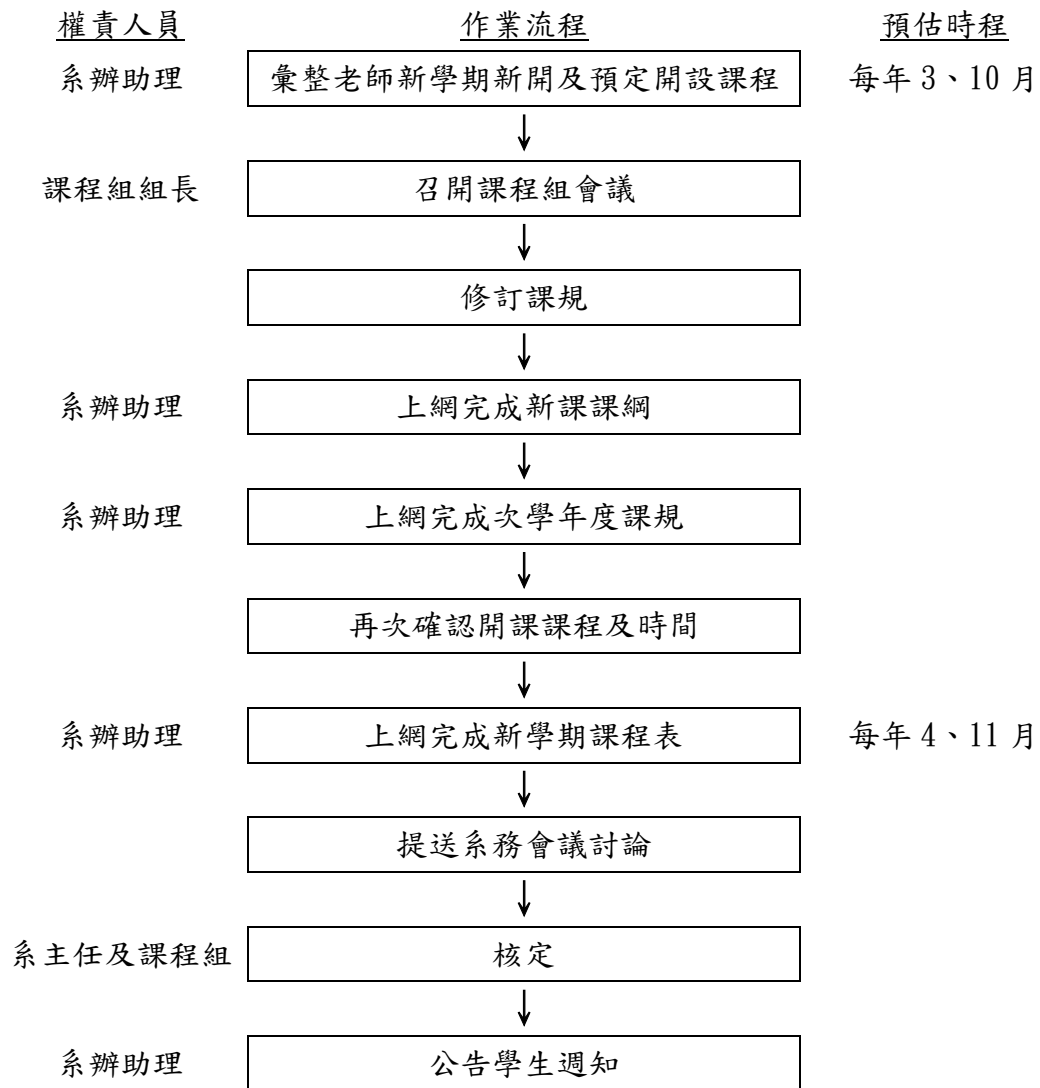 權責人員 作業流程 預估時程
系辦助理 彙整老師新學期新開及預定開設課程 每年 3、10 月
課程組組長 召開課程組會議
修訂課規
系辦助理 上網完成新課課綱
系辦助理 上網完成次學年度課規
再次確認開課課程及時間
系辦助理 上網完成新學期課程表 每年 4、11 月
提送系務會議討論
系主任及課程組 核定
系辦助理 公告學生週知